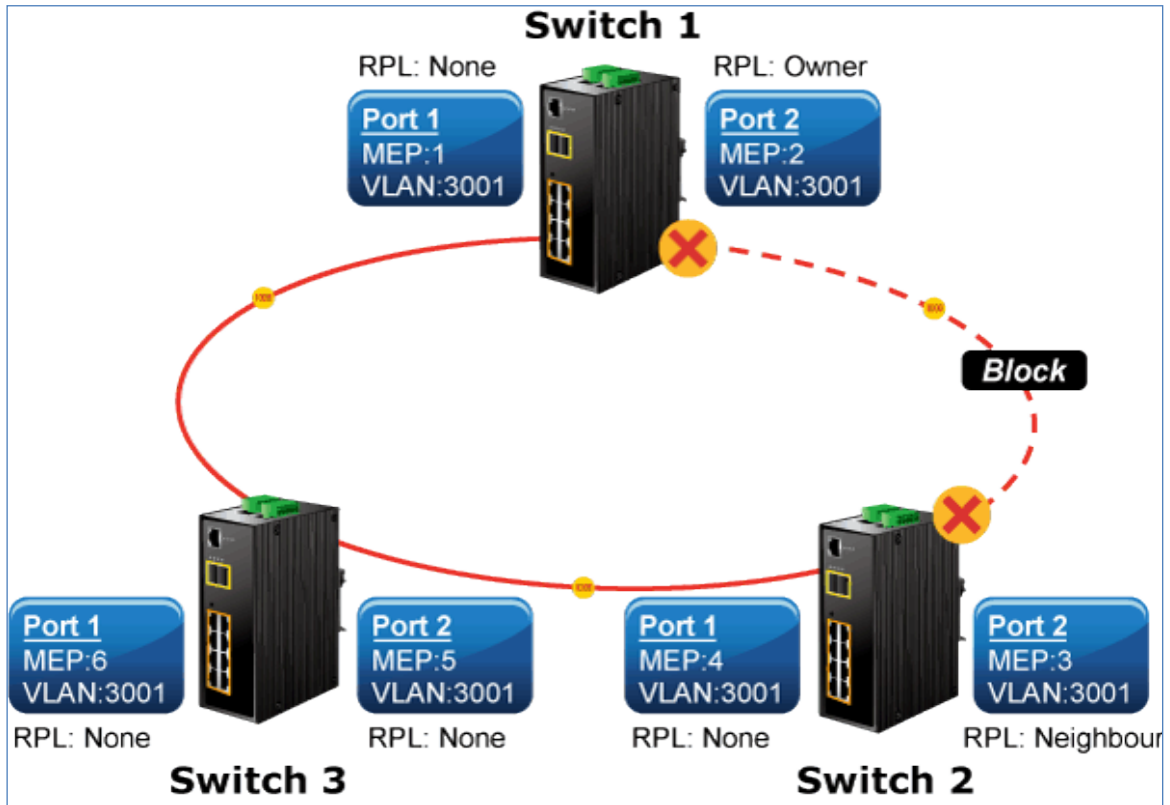 Switch 1
RPL: None
RPL: Owner
Port 1
MEP:1
VLAN:3001
Port 2
MEP:2
VLAN:3001
Block
Port 1
MEP:6
VLAN:3001
RPL: None
Port 2
MEP:5
VLAN:3001
RPL: None
Switch 3
Port 1
MEP:4
VLAN:3001
RPL: None
Port 2
MEP:3
VLAN:3001
RPL: Neighbour
Switch 2